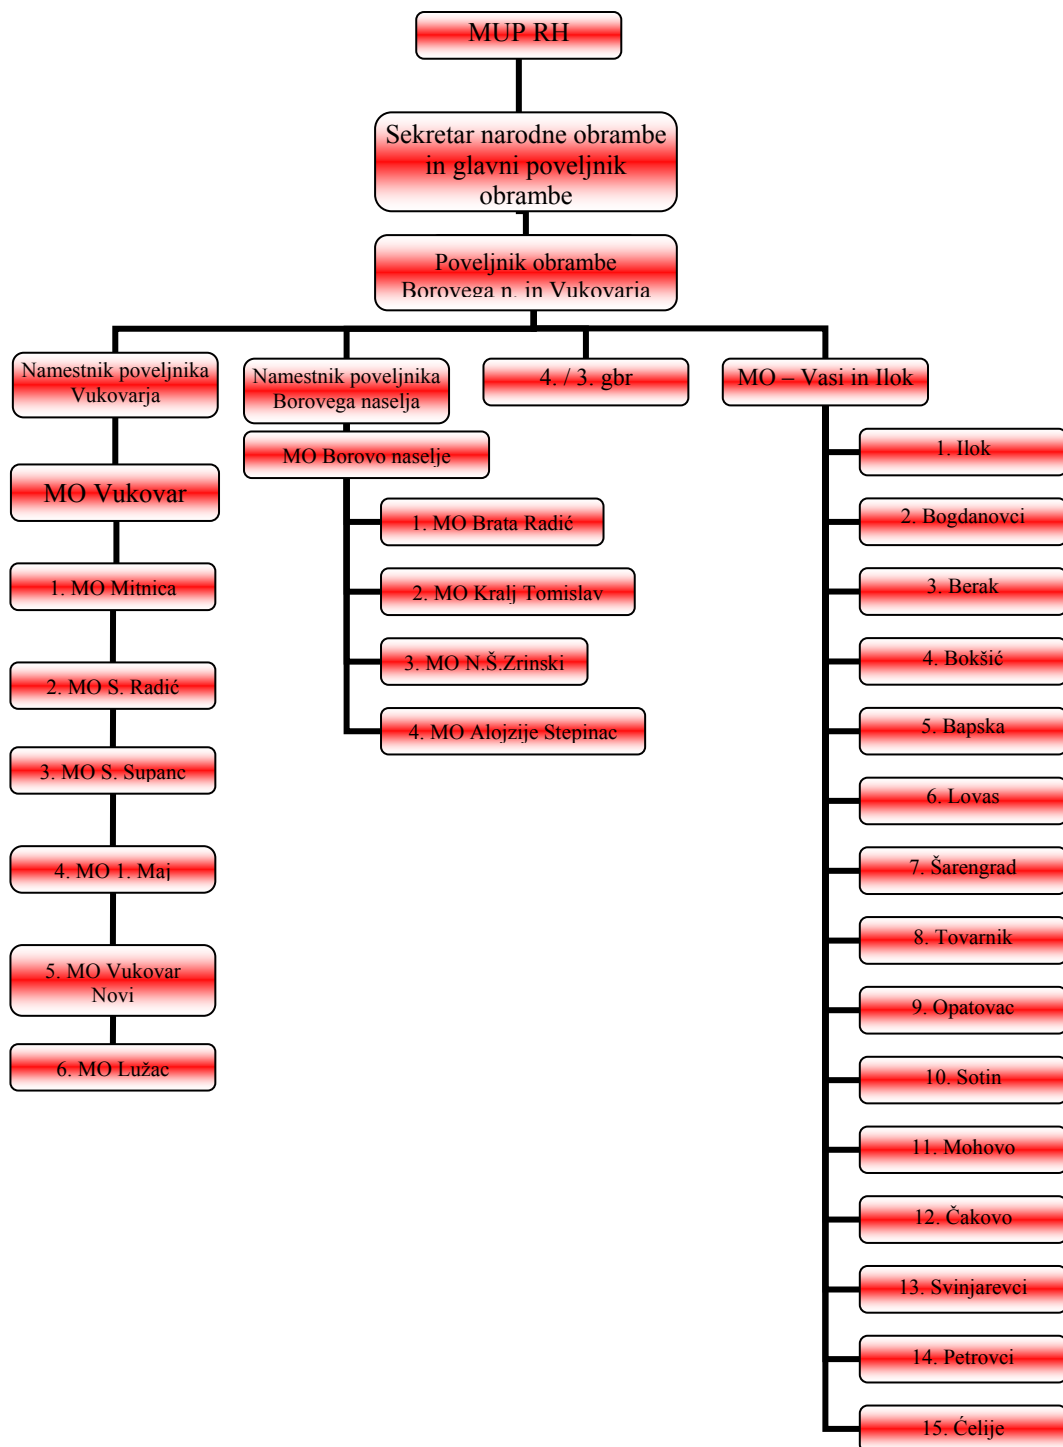 MUP RH
Sekretar narodne obrambe
in glavni poveljnik
obrambe
Poveljnik obrambe
Borovega n. in Vukovarja
Namestnik poveljnika
Vukovarja
MO Vukovar
1. MO Mitnica
2. MO S. Radić
3. MO S. Supanc
4. MO 1. Maj
5. MO Vukovar
Novi
6. MO Lužac
Namestnik poveljnika
Borovega naselja
MO Borovo naselje
1. MO Brata Radić
2. MO Kralj Tomislav
3. MO N.Š.Zrinski
4. MO Alojzije Stepinac
4. / 3. gbr
MO – Vasi in Ilok
1. Ilok
2. Bogdanovci
3. Berak
4. Bokšić
5. Bapska
6. Lovas
7. Šarengrad
8. Tovarnik
9. Opatovac
10. Sotin
11. Mohovo
12. Čakovo
13. Svinjarevci
14. Petrovci
15. Ćelije